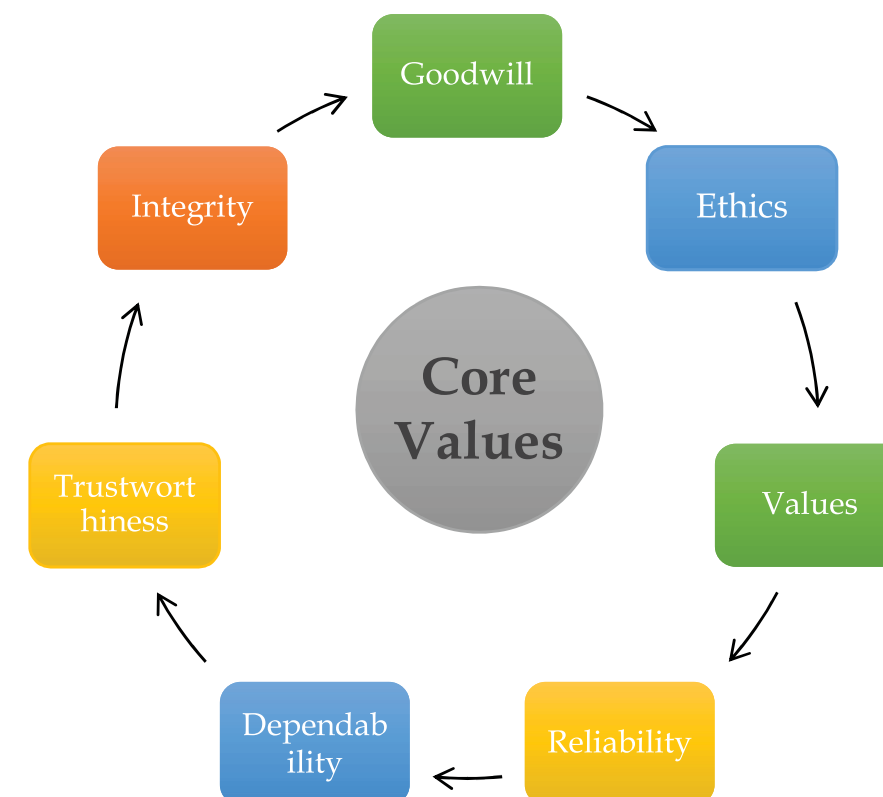 Goodwill
Ethics
Values
Reliability
Dependab
ility
Trustwort
hiness
Integrity
Core
Values